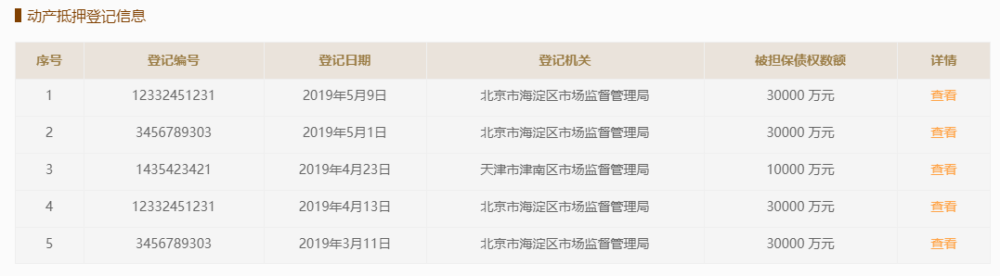 动产抵押登记信息
序号 登记编号 登记日期 登记机关 被担保债权数额 详情
1 12332451231 2019年5月9日 北京市海淀区市场监督管理局 30000 万元 查看
2 3456789303 2019年5月1日 北京市海淀区市场监督管理局 30000 万元 查看
3 1435423421 2019年4月23日 天津市津南区市场监督管理局 10000 万元 查看
4 12332451231 2019年4月13日 北京市海淀区市场监督管理局 30000 万元 查看
5 3456789303 2019年3月11日 北京市海淀区市场监督管理局 30000 万元 查看